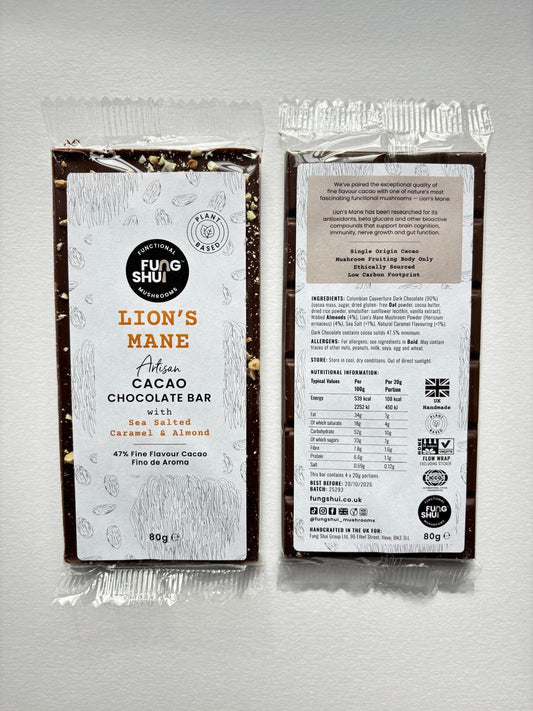 PLANT
BASED
FUNCTIONAL
FUNG
SHUI
MUSHROOMS
LION'S
MANE
Artisan
CACAO
CHOCOLATE BAR
with
Sea Salted
Caramel & Almond
47% Fine Flavour Cacao
Fino de Aroma
80g ℮
We've paired the exceptional quality of
fine flavour cacao with one of nature's most
fascinating functional mushrooms — Lion's Mane.
Lion's Mane has been researched for its
antioxidants, beta glucans and other bioactive
compounds that support brain cognition,
immunity, nerve growth and gut function.
Single Origin Cacao
Mushroom Fruiting Body Only
Ethically Sourced
Low Carbon Footprint
INGREDIENTS: Colombian Couverture Dark Chocolate (90%)
(cocoa mass, sugar, dried gluten-free Oat powder, cocoa butter,
dried rice powder, emulsifier: sunflower lecithin, vanilla extract),
Nibbed Almonds (4%), Lion's Mane Mushroom Powder (Hericium
erinaceus) (4%), Sea Salt (<1%), Natural Caramel Flavouring (<1%).
Dark Chocolate contains cocoa solids 47.5% minimum.
ALLERGENS: For allergens, see ingredients in Bold. May contain
traces of other nuts, peanuts, milk, soya, egg and wheat.
STORE: Store in cool, dry conditions. Out of direct sunlight.
NUTRITIONAL INFORMATION:
Typical Values Per 100g Per 20g Portion
Energy 539 kcal 108 kcal
2252 kJ 450 kJ
Fat 34g 7g
Of which saturate 18g 4g
Carbohydrate 52g 10g
Of which sugars 33g 7g
Fibre 7.8g 1.6g
Protein 6.6g 1.1g
Salt 0.59g 0.12g
This bar contains 4 x 20g portions.
BEST BEFORE: 20/10/2026
BATCH: 25293
fungshui.co.uk
@fungshui_mushrooms
HANDCRAFTED IN THE UK FOR:
Fung Shui Group Ltd, 96 Ethel Street, Hove, BN3 3LL
UK
Handmade
PLANT
BASED
FLOW WRAP
EXCLUDING STICKER
FUNCTIONAL
FUNG
SHUI
MUSHROOMS
80g ℮